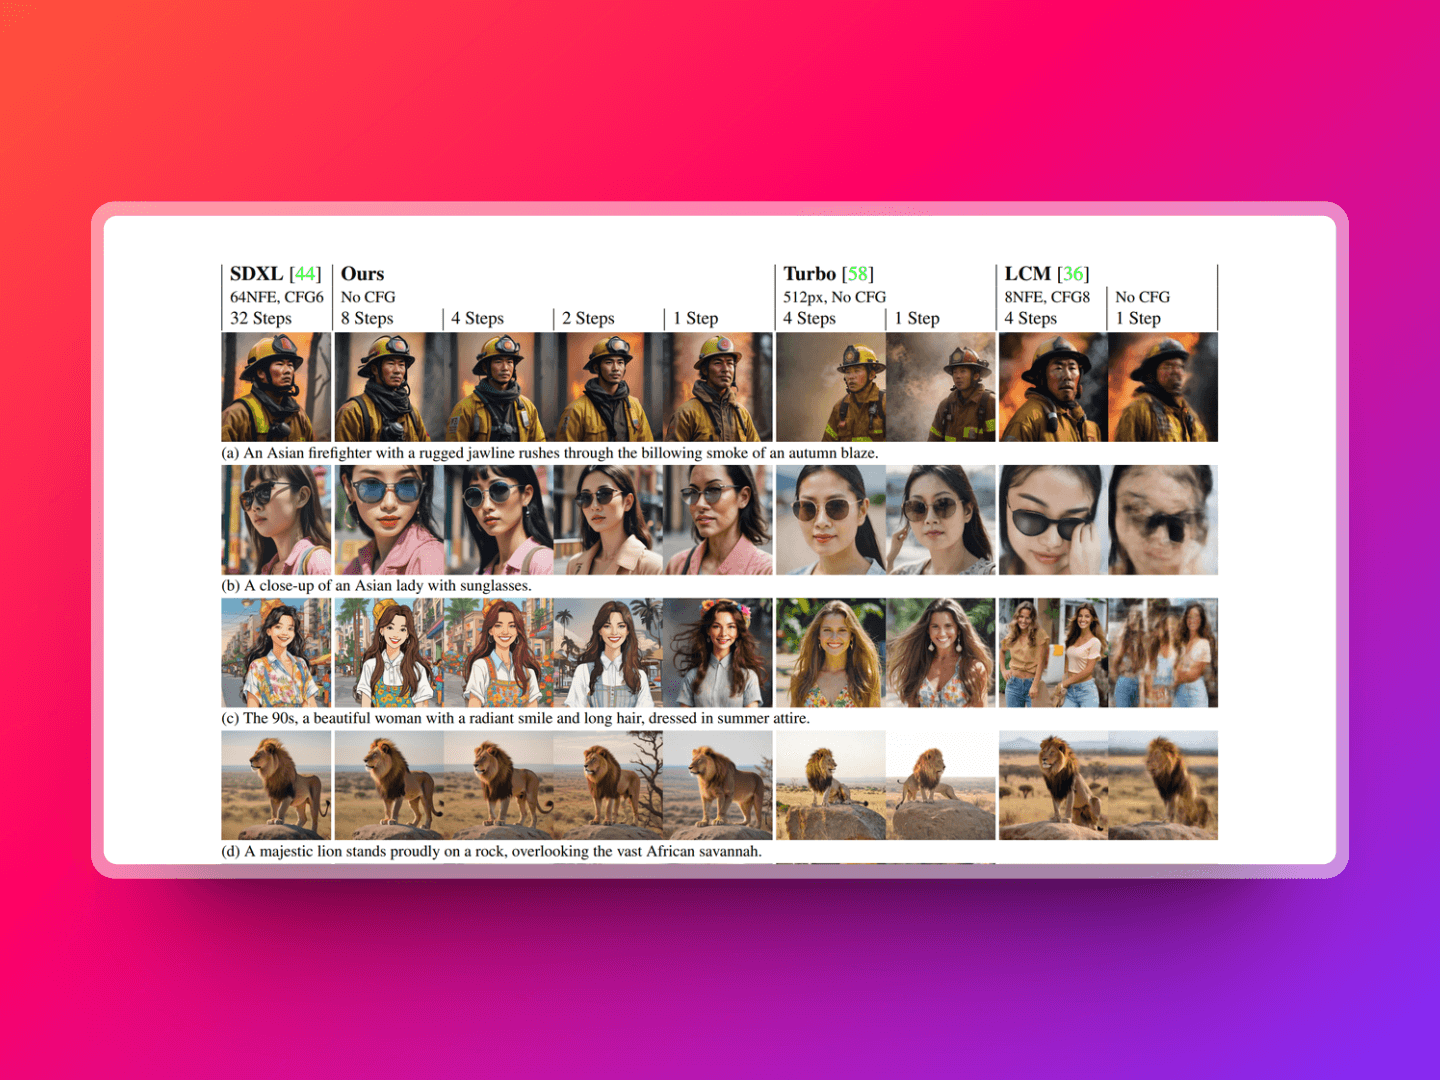 SDXL [44] Ours Turbo [58] LCM [36]
64NFE, CFG6 No CFG 512px, No CFG 8NFE, CFG8 No CFG
32 Steps 8 Steps 4 Steps 2 Steps 1 Step 4 Steps 1 Step 4 Steps 1 Step
(a) An Asian firefighter with a rugged jawline rushes through the billowing smoke of an autumn blaze.
(b) A close-up of an Asian lady with sunglasses.
(c) The 90s, a beautiful woman with a radiant smile and long hair, dressed in summer attire.
(d) A majestic lion stands proudly on a rock, overlooking the vast African savannah.